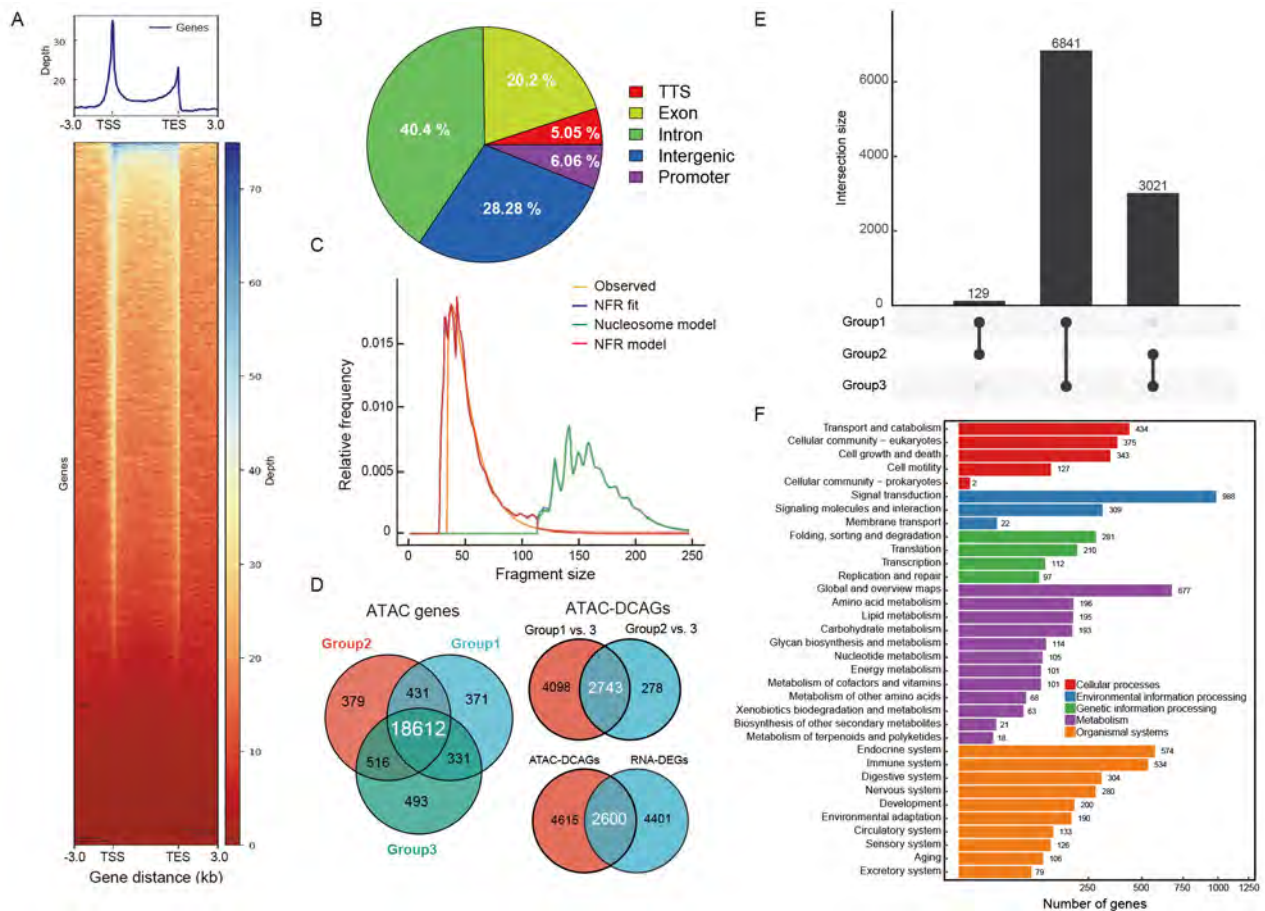 A
Genes
Depth
30
20
-3.0
TSS
TES
3.0
Genes
70
60
50
40
30
20
10
0
Depth
-3.0
TSS
TES
3.0
Gene distance (kb)
B
20.2 %
40.4 %
5.05 %
6.06 %
28.28 %
TTS
Exon
Intron
Intergenic
Promoter
C
Observed
NFR fit
Nucleosome model
NFR model
Relative frequency
0.015
0.010
0.005
0
0
50
100
150
200
250
Fragment size
D
ATAC genes
Group2
Group1
379
431
371
18612
516
331
493
Group3
ATAC-DCAGs
Group1 vs. 3
Group2 vs. 3
4098
2743
278
ATAC-DCAGs
RNA-DEGs
4615
2600
4401
E
Intersection size
6000
4000
2000
0
129
6841
3021
Group1
Group2
Group3
F
Transport and catabolism 434
Cellular community – eukaryotes 375
Cell growth and death 343
Cell motility 127
Cellular community – prokaryotes 2
Signal transduction 988
Signaling molecules and interaction 309
Membrane transport 22
Folding, sorting and degradation 281
Translation 210
Transcription 112
Replication and repair 97
Global and overview maps 677
Amino acid metabolism 196
Lipid metabolism 195
Carbohydrate metabolism 193
Glycan biosynthesis and metabolism 114
Nucleotide metabolism 105
Energy metabolism 101
Metabolism of cofactors and vitamins 101
Metabolism of other amino acids 68
Xenobiotics biodegradation and metabolism 63
Biosynthesis of other secondary metabolites 21
Metabolism of terpenoids and polyketides 18
Endocrine system 574
Immune system 534
Digestive system 304
Nervous system 280
Development 200
Environmental adaptation 190
Circulatory system 133
Sensory system 126
Aging 106
Excretory system 79
Cellular processes
Environmental information processing
Genetic information processing
Metabolism
Organismal systems
250
500
750
1000
1250
Number of genes